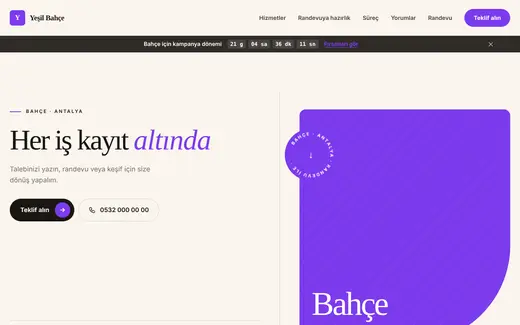 Y Yeşil Bahçe
Hizmetler Randevuya hazırlık Süreç Yorumlar Randevu Teklif alın
Bahçe için kampanya dönemi 21 g 04 sa 36 dk 11 sn
BAHÇE · ANTALYA
Her iş kayıt altında
Talebinizi yazın, randevu veya keşif için size
dönüş yapalım.
Teklif alın
0532 000 00 00
BAHÇE · ANTALYA · RANDEVU İLE ·
Bahçe